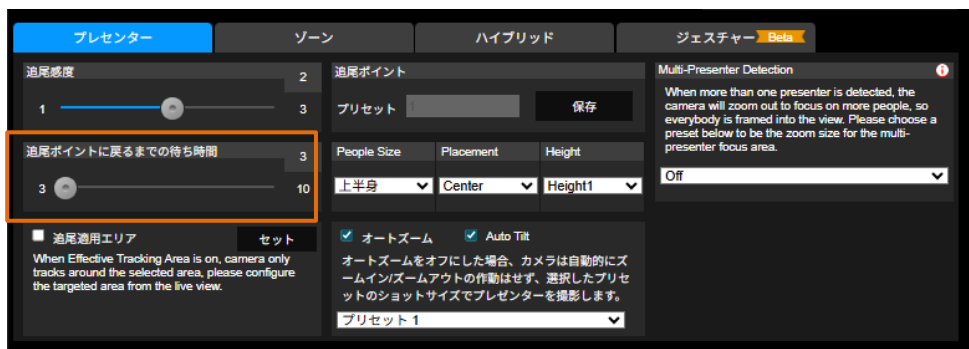 プレセンター
ゾーン
ハイブリッド
ジェスチャー Beta
追尾感度
2
1
3
追尾ポイントに戻るまでの待ち時間
3
3
10
追尾適用エリア
セット
When Effective Tracking Area is on, camera only
tracks around the selected area, please configure
the targeted area from the live view.
追尾ポイント
プリセット 1
保存
People Size
Placement
Height
上半身
Center
Height1
オートズーム
Auto Tilt
オートズームをオフにした場合、カメラは自動的にズ
ームイン/ズームアウトの作動はせず、選択したプリセ
ットのショットサイズでプレゼンターを撮影します。
プリセット 1
Multi-Presenter Detection
When more than one presenter is detected, the
camera will zoom out to focus on more people, so
everybody is framed into the view. Please choose a
preset below to be the zoom size for the multi-
presenter focus area.
Off